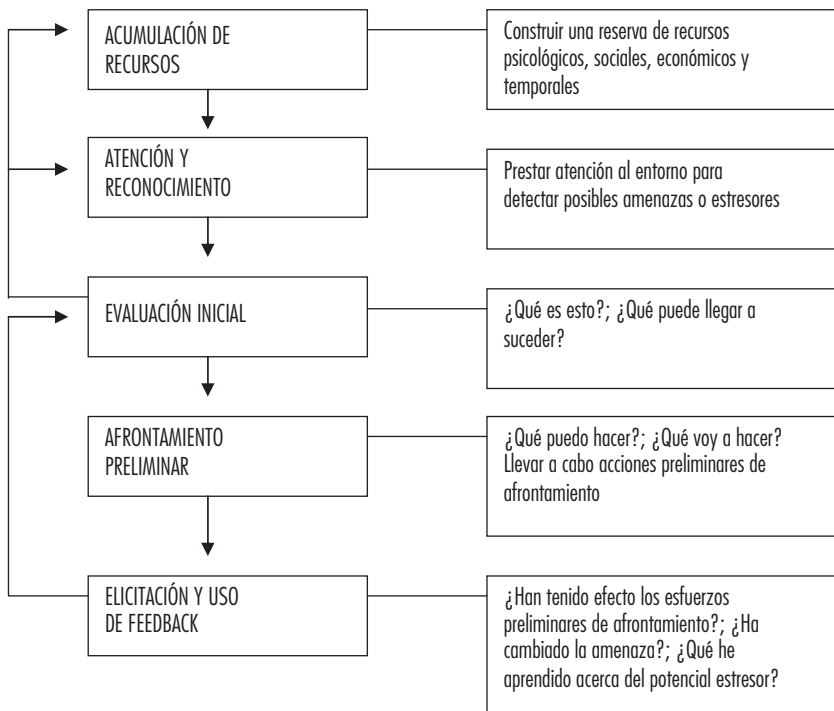 ACUMULACIÓN DE
RECURSOS
Construir una reserva de recursos
psicológicos, sociales, económicos y
temporales
ATENCIÓN Y
RECONOCIMIENTO
Prestar atención al entorno para
detectar posibles amenazas o estresores
EVALUACIÓN INICIAL
¿Qué es esto?; ¿Qué puede llegar a
suceder?
AFRONTAMIENTO
PRELIMINAR
¿Qué puedo hacer?; ¿Qué voy a hacer?
Llevar a cabo acciones preliminares de
afrontamiento
ELICITACIÓN Y USO
DE FEEDBACK
¿Han tenido efecto los esfuerzos
preliminares de afrontamiento?; ¿Ha
cambiado la amenaza?; ¿Qué he
aprendido acerca del potencial estresor?